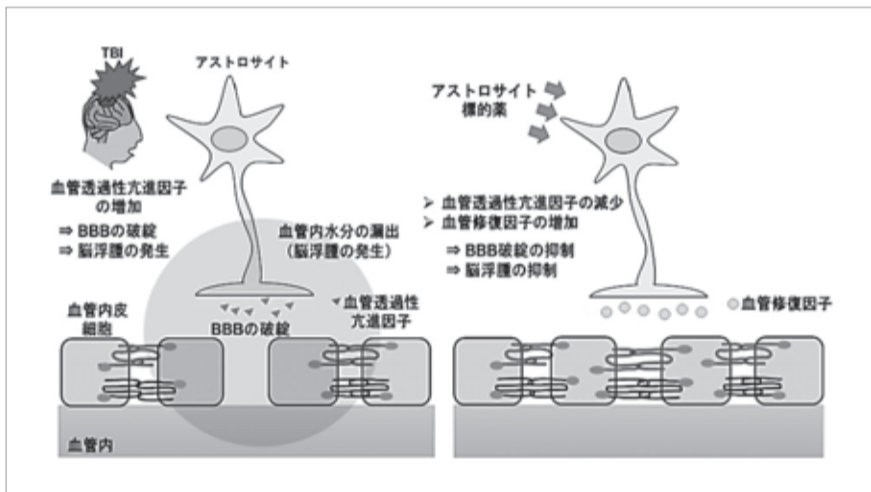 TBI
アストロサイト
血管透過性亢進因子
の増加
⇒ BBBの破綻
⇒ 脳浮腫の発生
血管内水分の漏出
（脳浮腫の発生）
血管内皮
細胞
BBBの破綻
血管透過性
亢進因子
血管内
アストロサイト
標的薬
➢ 血管透過性亢進因子の減少
➢ 血管修復因子の増加
⇒ BBB破綻の抑制
⇒ 脳浮腫の抑制
血管修復因子